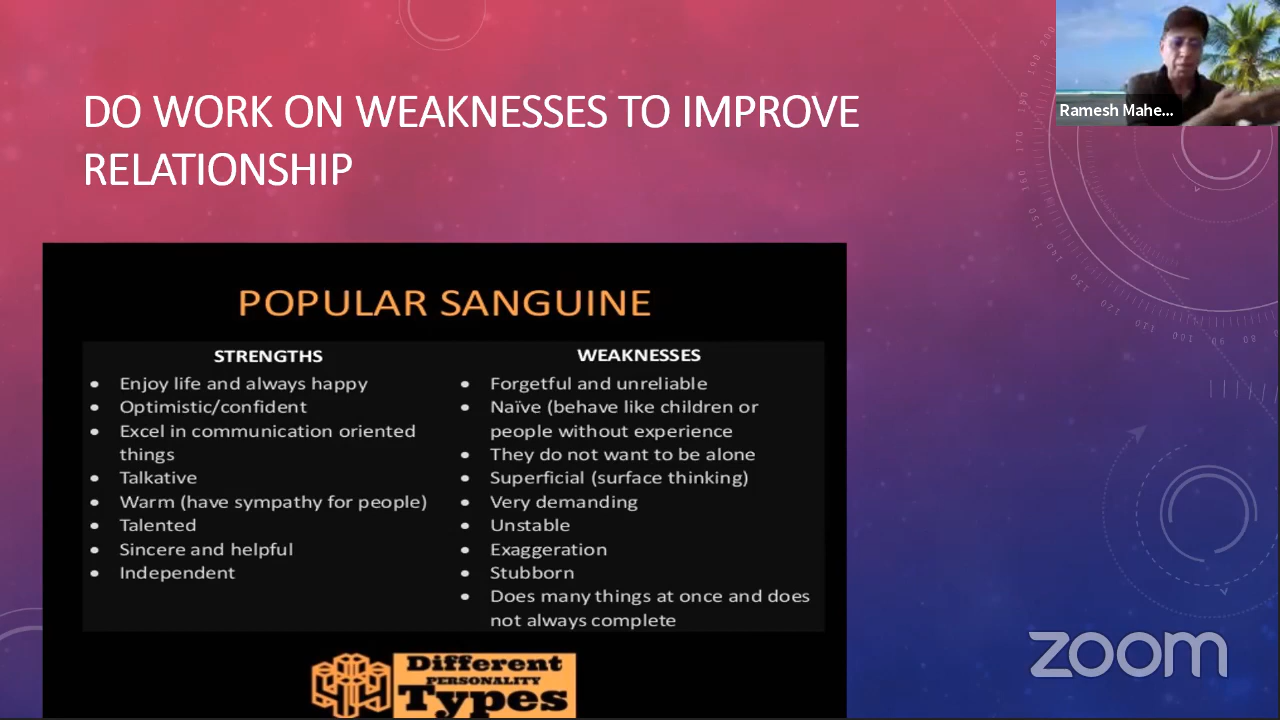 DO WORK ON WEAKNESSES TO IMPROVE
RELATIONSHIP
Ramesh Mahe...
POPULAR SANGUINE
STRENGTHS
• Enjoy life and always happy
• Optimistic/confident
• Excel in communication oriented
things
• Talkative
• Warm (have sympathy for people)
• Talented
• Sincere and helpful
• Independent
WEAKNESSES
• Forgetful and unreliable
• Naïve (behave like children or
people without experience
• They do not want to be alone
• Superficial (surface thinking)
• Very demanding
• Unstable
• Exaggeration
• Stubborn
• Does many things at once and does
not always complete
Different
PERSONALITY
Types
zoom